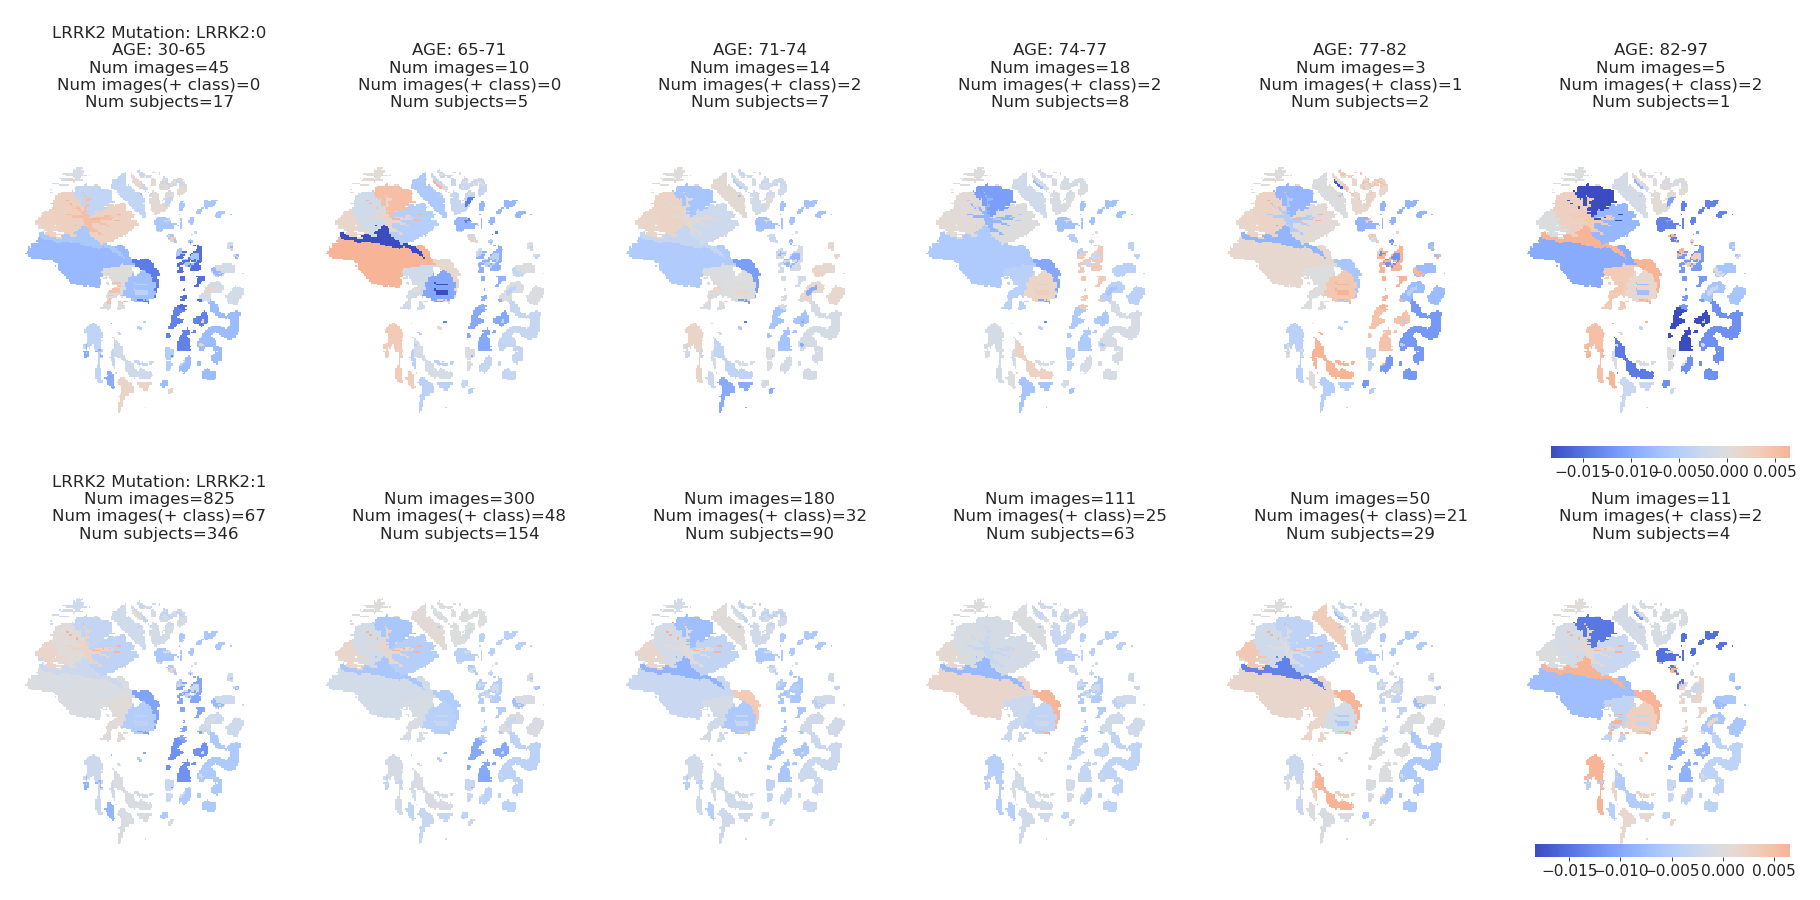 LRRK2 Mutation: LRRK2:0
AGE: 30-65
Num images=45
Num images(+ class)=0
Num subjects=17
AGE: 65-71
Num images=10
Num images(+ class)=0
Num subjects=5
AGE: 71-74
Num images=14
Num images(+ class)=2
Num subjects=7
AGE: 74-77
Num images=18
Num images(+ class)=2
Num subjects=8
AGE: 77-82
Num images=3
Num images(+ class)=1
Num subjects=2
AGE: 82-97
Num images=5
Num images(+ class)=2
Num subjects=1
−0.015 −0.010 −0.005 0.000 0.005
LRRK2 Mutation: LRRK2:1
Num images=825
Num images(+ class)=67
Num subjects=346
Num images=300
Num images(+ class)=48
Num subjects=154
Num images=180
Num images(+ class)=32
Num subjects=90
Num images=111
Num images(+ class)=25
Num subjects=63
Num images=50
Num images(+ class)=21
Num subjects=29
Num images=11
Num images(+ class)=2
Num subjects=4
−0.015 −0.010 −0.005 0.000 0.005